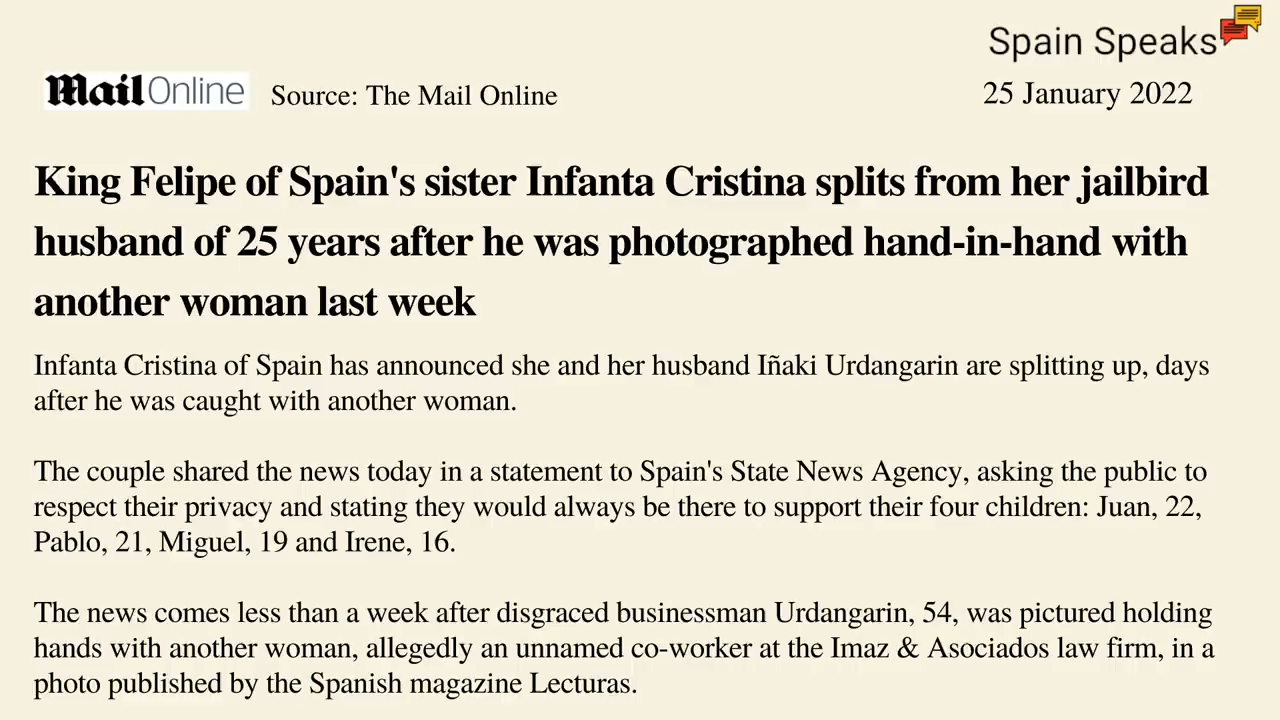 Spain Speaks
Mail Online
Source: The Mail Online
25 January 2022
King Felipe of Spain's sister Infanta Cristina splits from her jailbird
husband of 25 years after he was photographed hand-in-hand with
another woman last week
Infanta Cristina of Spain has announced she and her husband Iñaki Urdangarin are splitting up, days
after he was caught with another woman.
The couple shared the news today in a statement to Spain's State News Agency, asking the public to
respect their privacy and stating they would always be there to support their four children: Juan, 22,
Pablo, 21, Miguel, 19 and Irene, 16.
The news comes less than a week after disgraced businessman Urdangarin, 54, was pictured holding
hands with another woman, allegedly an unnamed co-worker at the Imaz & Asociados law firm, in a
photo published by the Spanish magazine Lecturas.